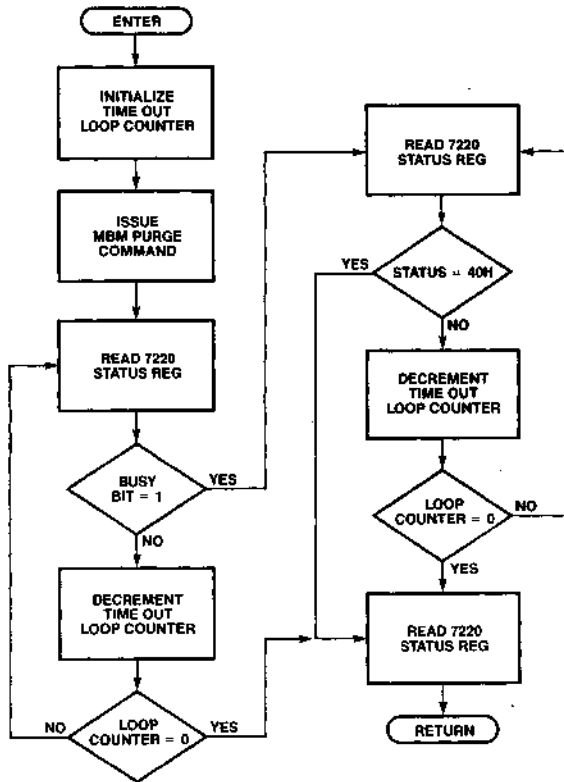 ENTER
INITIALIZE
TIME OUT
LOOP COUNTER
ISSUE
MBM PURGE
COMMAND
READ 7220
STATUS REG
BUSY
BIT = 1
YES
NO
DECREMENT
TIME OUT
LOOP COUNTER
NO
LOOP
COUNTER = 0
YES
READ 7220
STATUS REG
YES
STATUS = 40H
NO
DECREMENT
TIME OUT
LOOP COUNTER
LOOP
COUNTER = 0
NO
YES
READ 7220
STATUS REG
RETURN